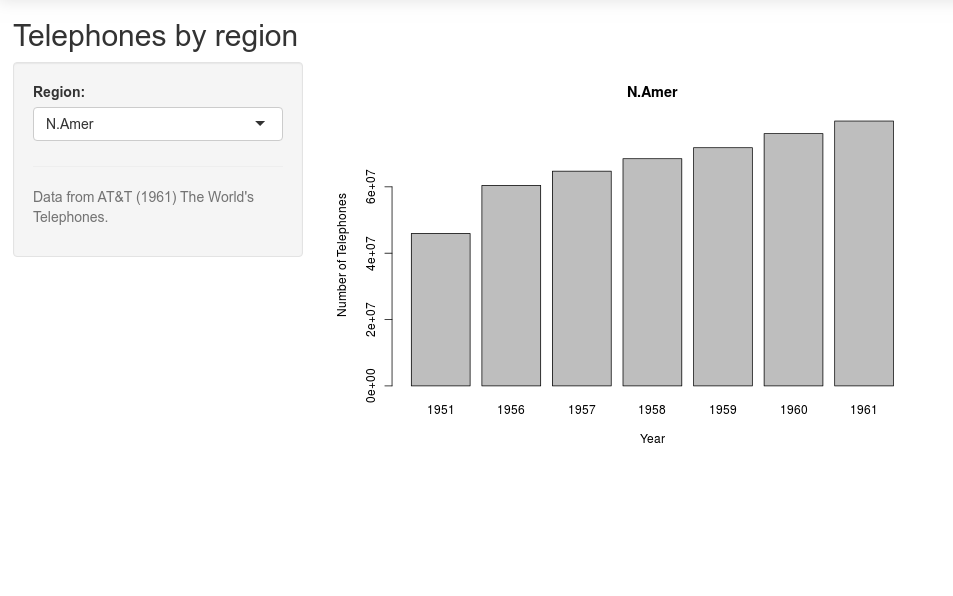 Telephones by region
Region:
N.Amer
Data from AT&T (1961) The World's
Telephones.
N.Amer
Number of Telephones
6e+07
4e+07
2e+07
0e+00
1951 1956 1957 1958 1959 1960 1961
Year